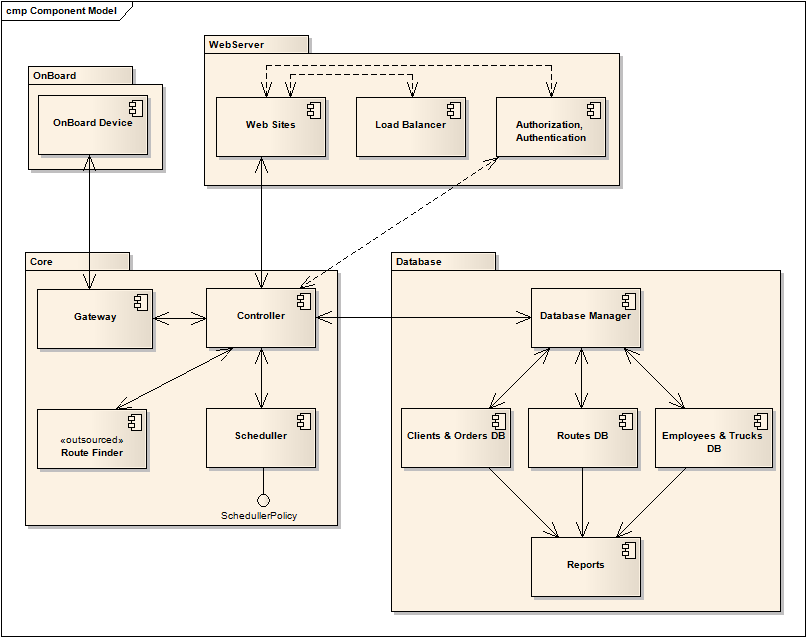 cmp Component Model
WebServer
OnBoard
OnBoard Device
Web Sites
Load Balancer
Authorization,
Authentication
Core
Database
Gateway
Controller
Database Manager
«outsourced»
Route Finder
Scheduller
Clients & Orders DB
Routes DB
Employees & Trucks
DB
SchedullerPolicy
Reports